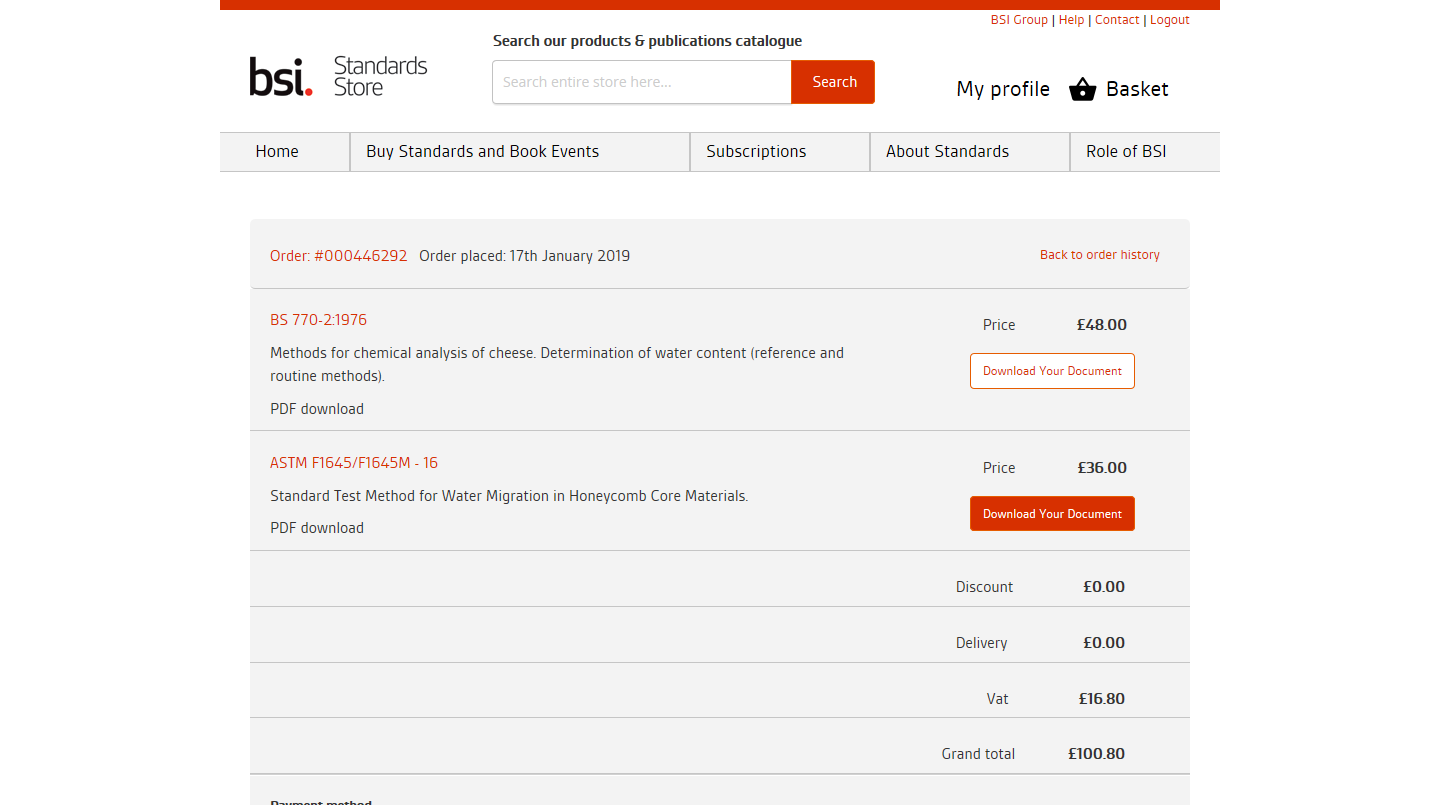 BSI Group | Help | Contact | Logout
Search our products & publications catalogue
bsi. Standards Store
Search entire store here...
Search
My profile
Basket
Home
Buy Standards and Book Events
Subscriptions
About Standards
Role of BSI
Order: #000446292 Order placed: 17th January 2019
Back to order history
BS 770-2:1976
Price £48.00
Methods for chemical analysis of cheese. Determination of water content (reference and
routine methods).
Download Your Document
PDF download
ASTM F1645/F1645M - 16
Price £36.00
Standard Test Method for Water Migration in Honeycomb Core Materials.
Download Your Document
PDF download
Discount £0.00
Delivery £0.00
Vat £16.80
Grand total £100.80
Payment method